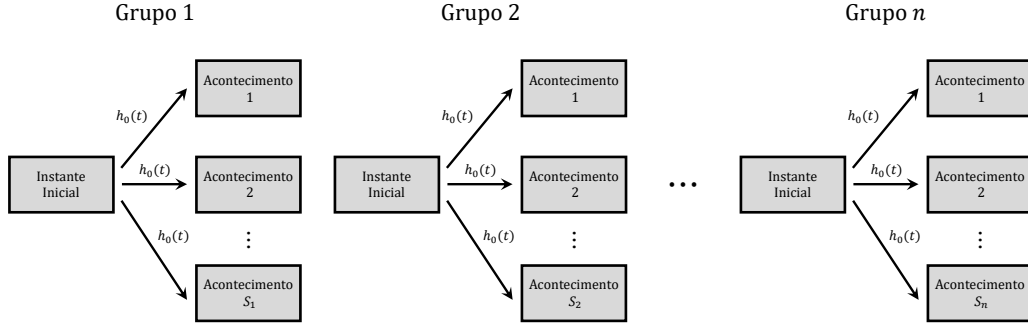 Grupo 1
Acontecimento
1
h₀(t)
Instante
Inicial
h₀(t)
Acontecimento
2
⋮
h₀(t)
Acontecimento
S₁
Grupo 2
Acontecimento
1
h₀(t)
Instante
Inicial
h₀(t)
Acontecimento
2
⋮
h₀(t)
Acontecimento
S₂
…
Grupo n
Acontecimento
1
h₀(t)
Instante
Inicial
h₀(t)
Acontecimento
2
⋮
h₀(t)
Acontecimento
Sₙ